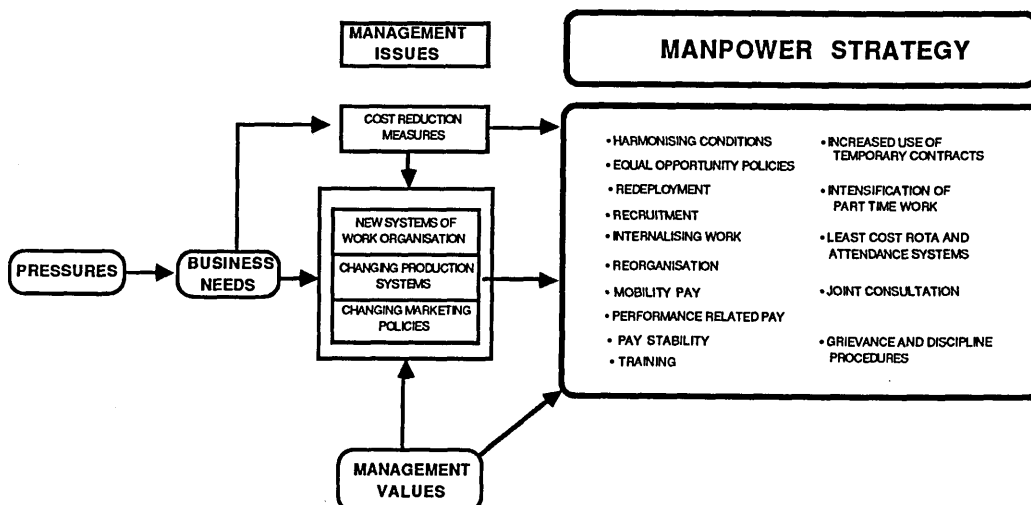 MANAGEMENT
ISSUES
MANPOWER STRATEGY
COST REDUCTION
MEASURES
NEW SYSTEMS OF
WORK ORGANISATION
CHANGING PRODUCTION
SYSTEMS
CHANGING MARKETING
POLICIES
PRESSURES
BUSINESS
NEEDS
MANAGEMENT
VALUES
• HARMONISING CONDITIONS
• EQUAL OPPORTUNITY POLICIES
• REDEPLOYMENT
• RECRUITMENT
• INTERNALISING WORK
• REORGANISATION
• MOBILITY PAY
• PERFORMANCE RELATED PAY
• PAY STABILITY
• TRAINING
• INCREASED USE OF
TEMPORARY CONTRACTS
• INTENSIFICATION OF
PART TIME WORK
• LEAST COST ROTA AND
ATTENDANCE SYSTEMS
• JOINT CONSULTATION
• GRIEVANCE AND DISCIPLINE
PROCEDURES